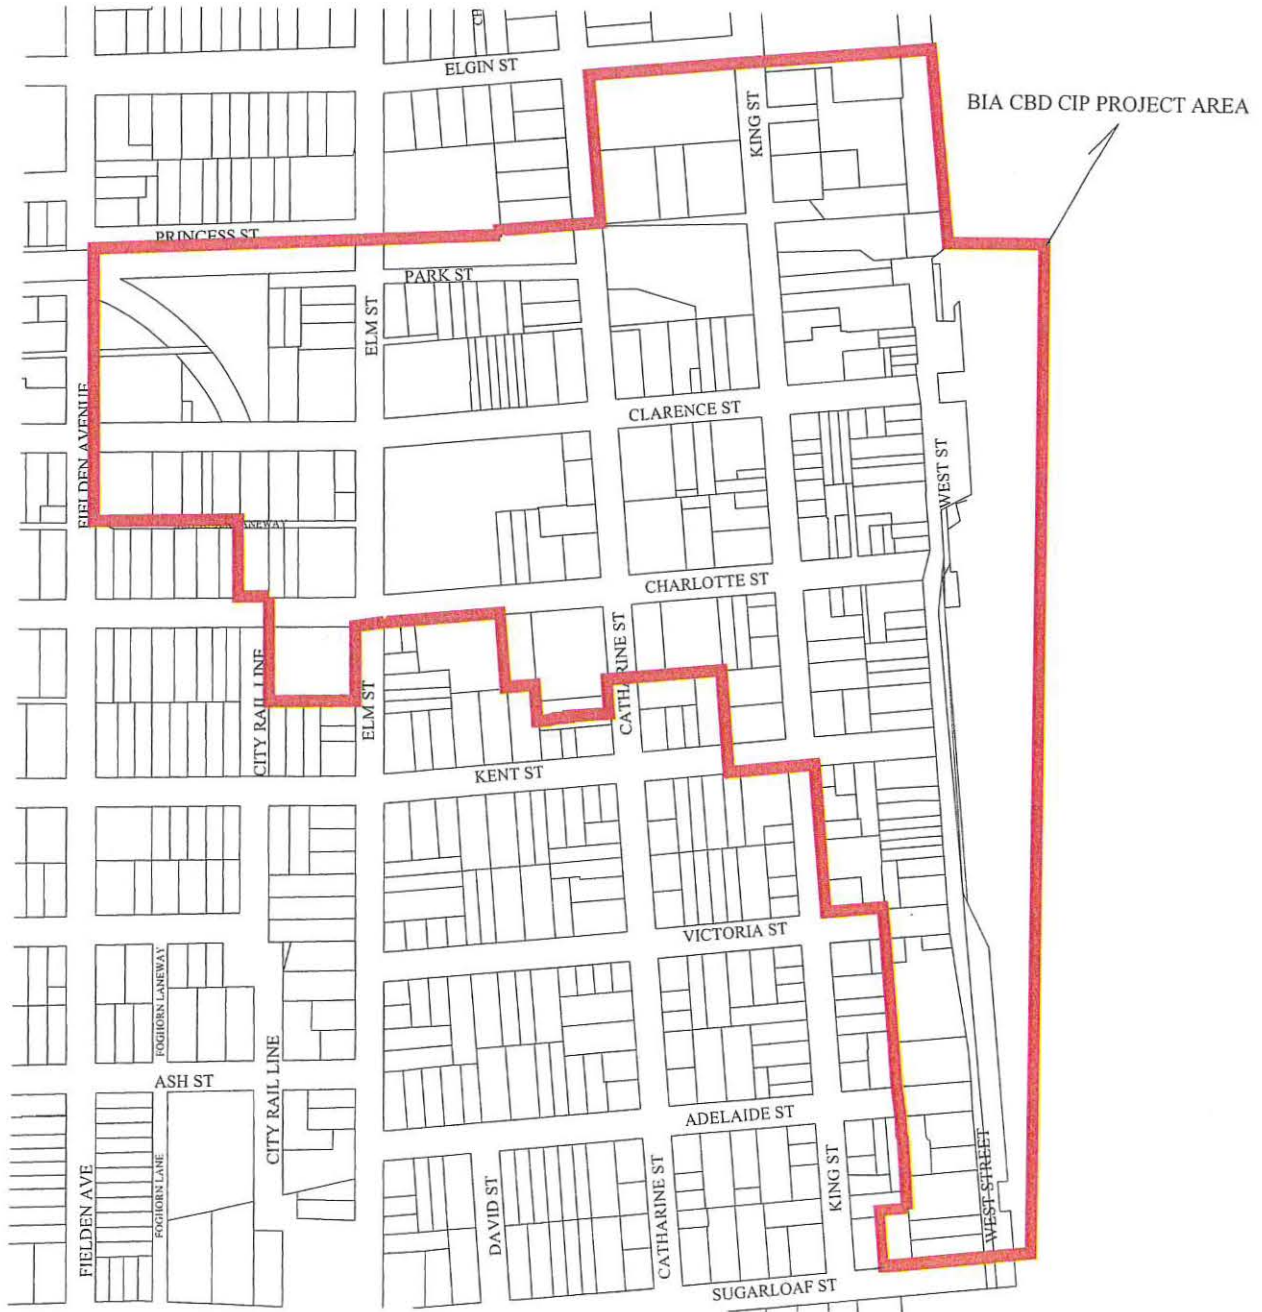 ELGIN ST
KING ST
BIA CBD CIP PROJECT AREA
PRINCESS ST
PARK ST
ELM ST
FIELDEN AVENUE
CLARENCE ST
WEST ST
LANEWAY
CHARLOTTE ST
CATHARINE ST
CITY RAIL LINE
ELM ST
KENT ST
VICTORIA ST
FOGHORN LANEWAY
CITY RAIL LINE
ASH ST
ADELAIDE ST
FIELDEN AVE
FOGHORN LANE
DAVID ST
CATHARINE ST
KING ST
WEST STREET
SUGARLOAF ST